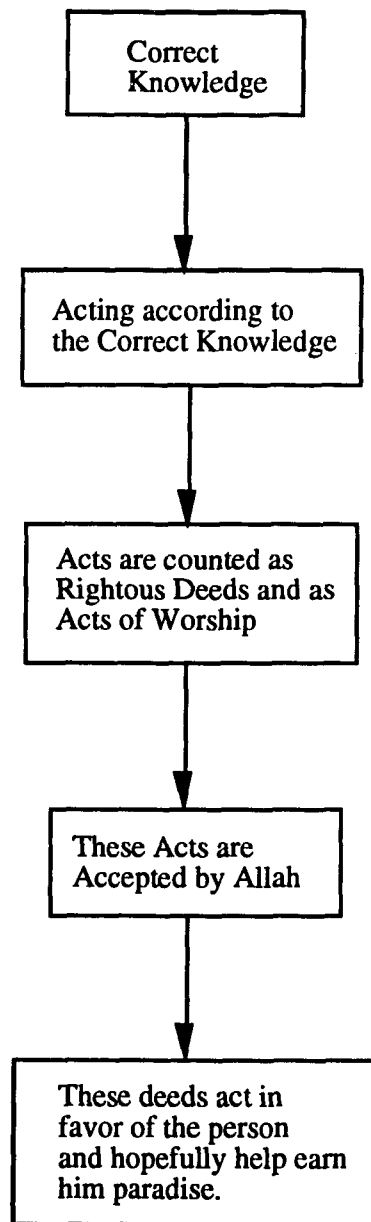 Correct
Knowledge
Acting according to
the Correct Knowledge
Acts are counted as
Rightous Deeds and as
Acts of Worship
These Acts are
Accepted by Allah
These deeds act in
favor of the person
and hopefully help earn
him paradise.